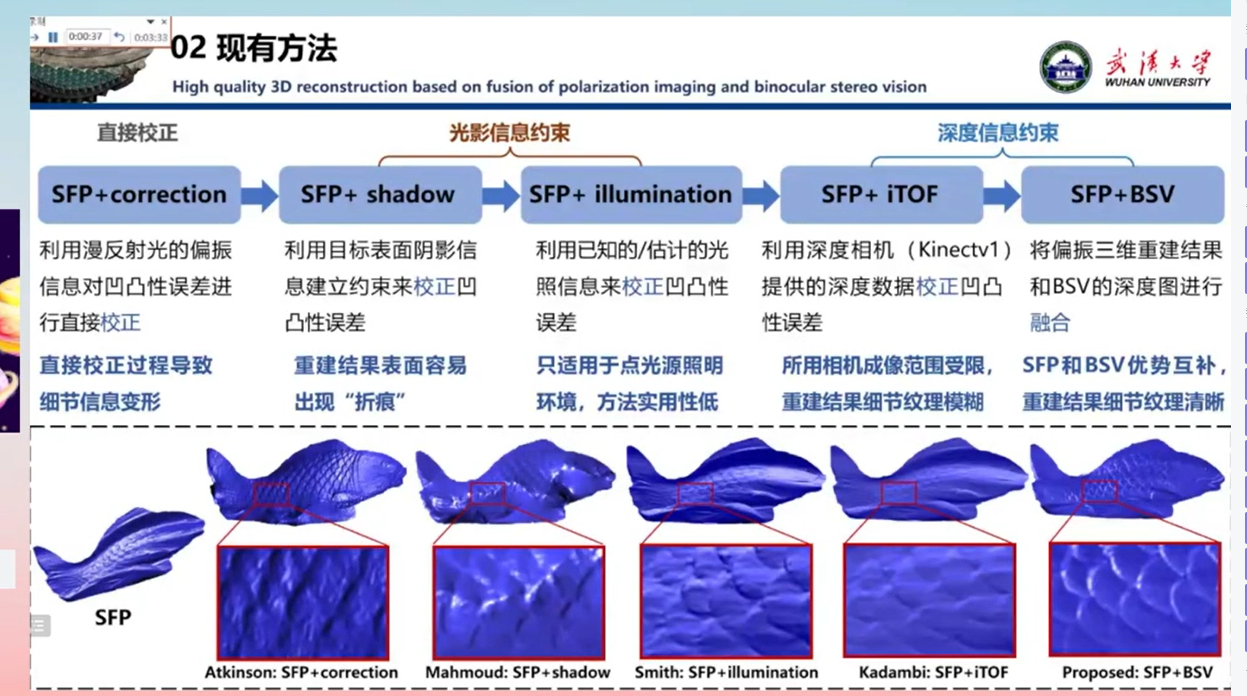 0:00:37
0:03:33
02 现有方法
High quality 3D reconstruction based on fusion of polarization imaging and binocular stereo vision
武汉大学
WUHAN UNIVERSITY
直接校正
光影信息约束
深度信息约束
SFP+correction
SFP+ shadow
SFP+ illumination
SFP+ iTOF
SFP+BSV
利用漫反射光的偏振
信息对凹凸性误差进
行直接校正
利用目标表面阴影信
息建立约束来校正凹
凸性误差
利用已知的/估计的光
照信息来校正凹凸性
误差
利用深度相机（Kinectv1）
提供的深度数据校正凹凸
性误差
将偏振三维重建结果
和BSV的深度图进行
融合
直接校正过程导致
细节信息变形
重建结果表面容易
出现“折痕”
只适用于点光源照明
环境，方法实用性低
所用相机成像范围受限，
重建结果细节纹理模糊
SFP和BSV优势互补，
重建结果细节纹理清晰
SFP
Atkinson: SFP+correction
Mahmoud: SFP+shadow
Smith: SFP+illumination
Kadambi: SFP+iTOF
Proposed: SFP+BSV